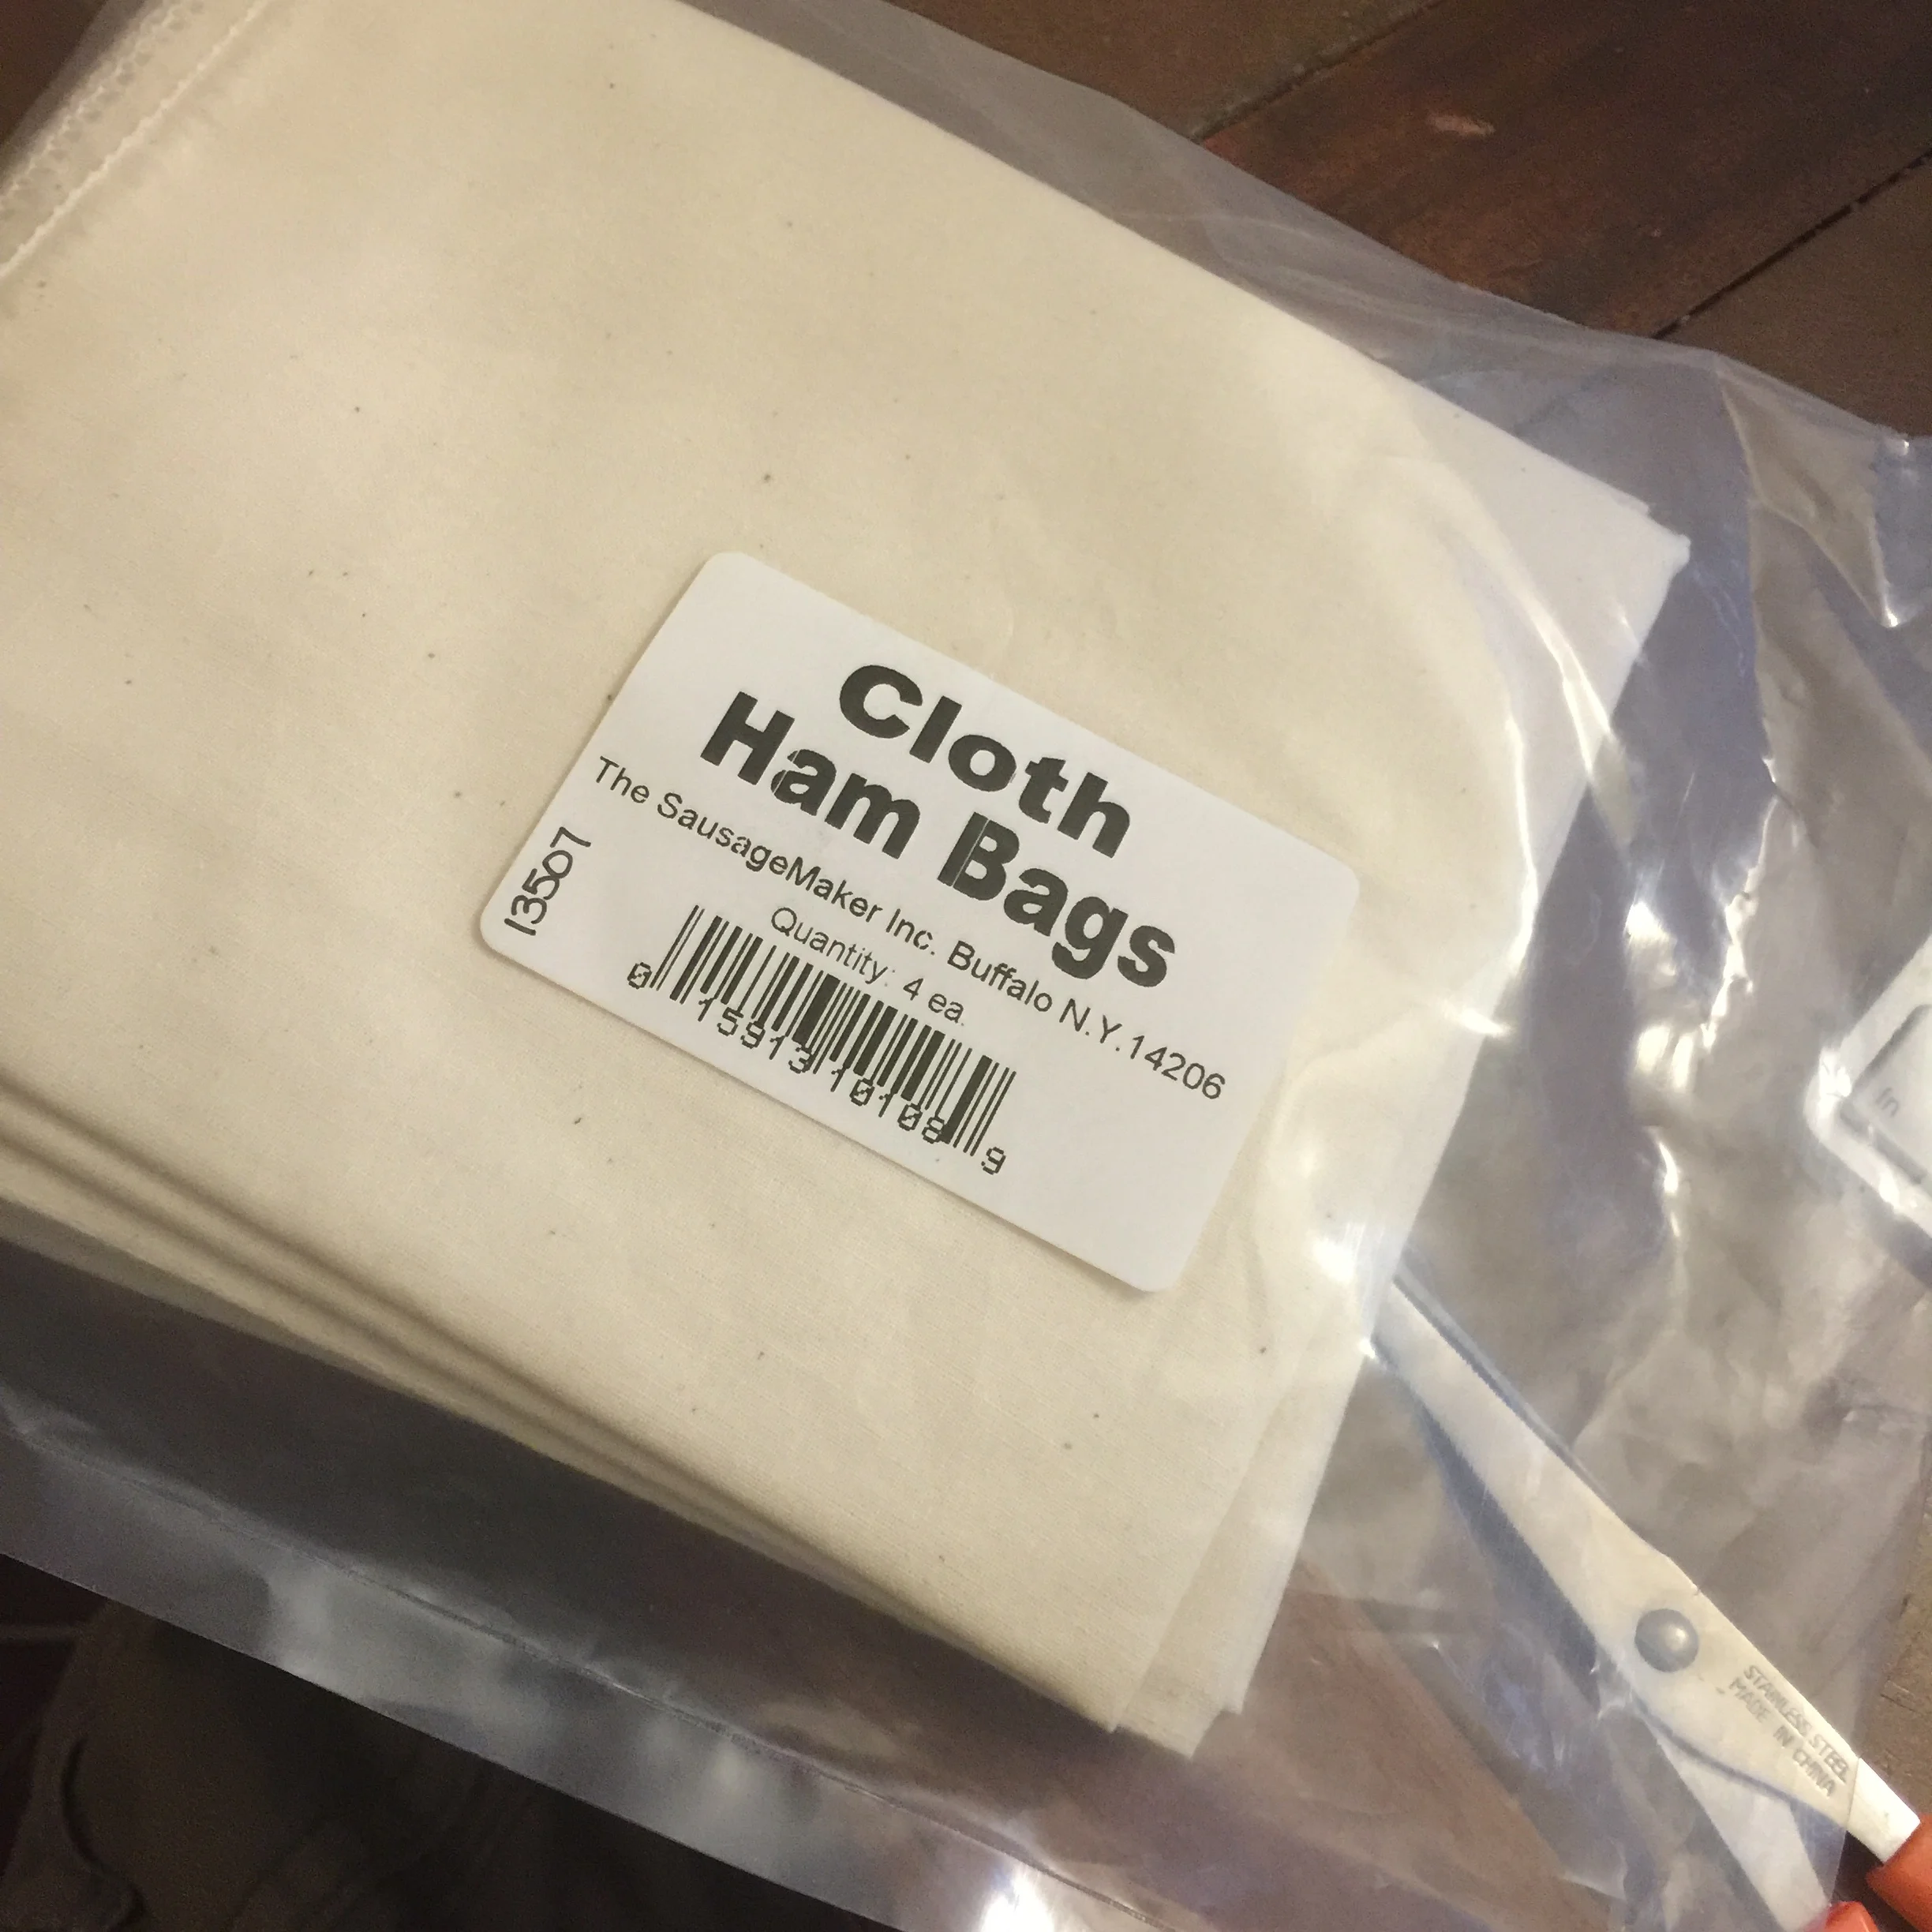 Cloth
Ham Bags
The SausageMaker Inc. Buffalo N.Y.14206
Quantity: 4 ea.
13507
0 15913 10108 9
In
STAINLESS STEEL
MADE IN CHINA